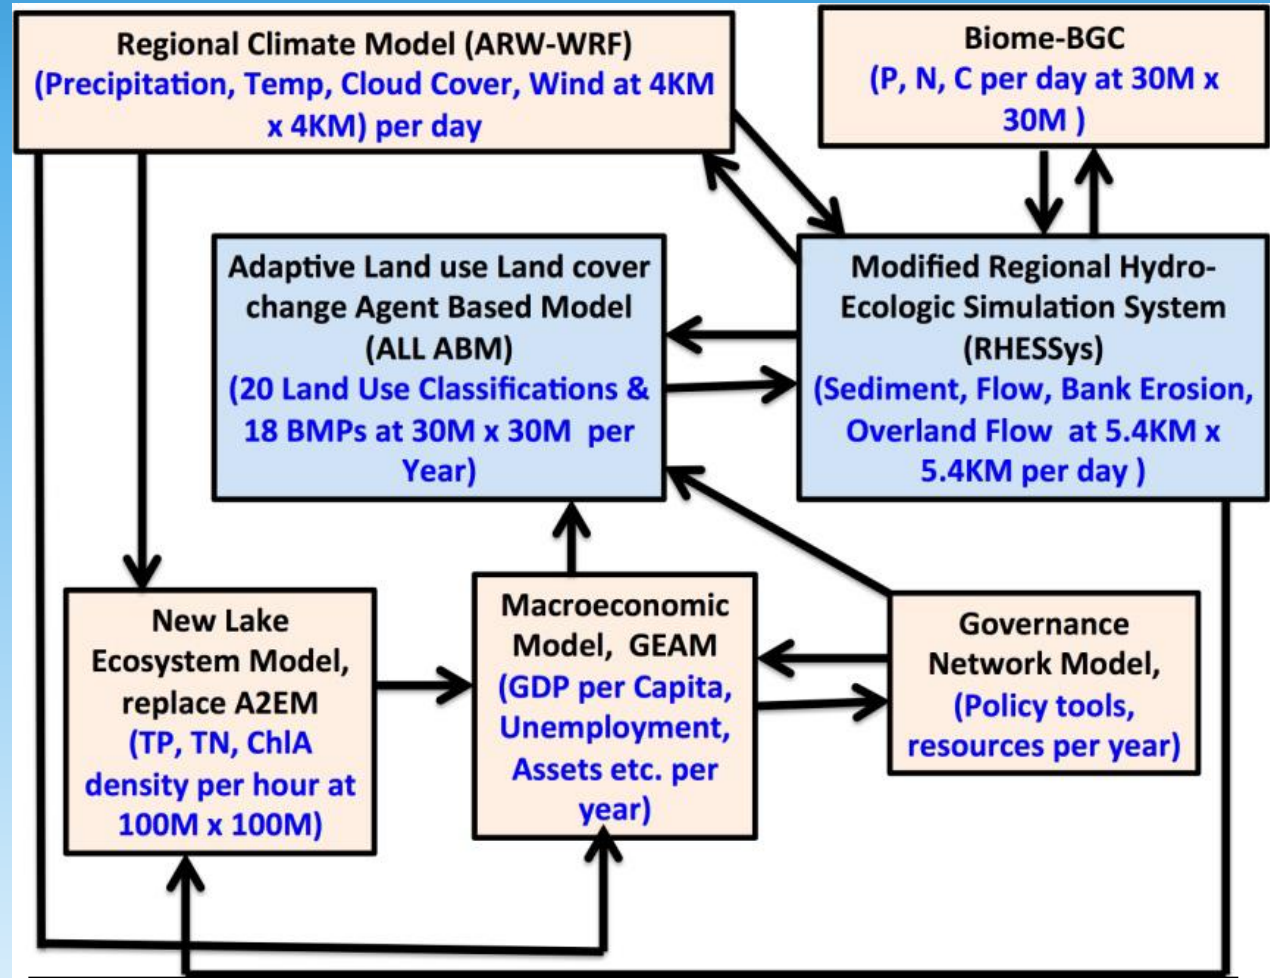 Regional Climate Model (ARW-WRF)
(Precipitation, Temp, Cloud Cover, Wind at 4KM
x 4KM) per day
Biome-BGC
(P, N, C per day at 30M x
30M )
Adaptive Land use Land cover
change Agent Based Model
(ALL ABM)
(20 Land Use Classifications &
18 BMPs at 30M x 30M per
Year)
Modified Regional Hydro-
Ecologic Simulation System
(RHESSys)
(Sediment, Flow, Bank Erosion,
Overland Flow at 5.4KM x
5.4KM per day )
New Lake
Ecosystem Model,
replace A2EM
(TP, TN, ChlA
density per hour at
100M x 100M)
Macroeconomic
Model, GEAM
(GDP per Capita,
Unemployment,
Assets etc. per
year)
Governance
Network Model,
(Policy tools,
resources per year)